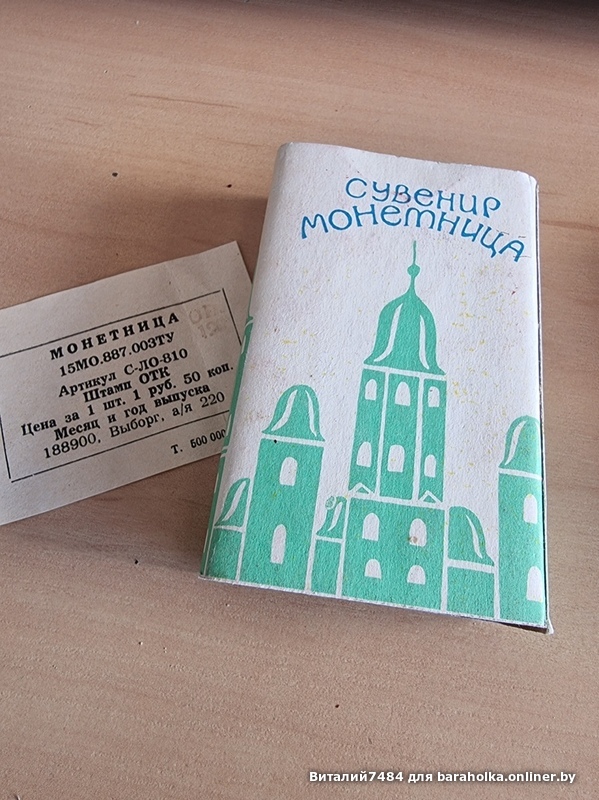 СУВЕНИР
МОНЕТНИЦА
МОНЕТНИЦА
15МО.887.003ТУ
Артикул С-ЛО-810
Штамп ОТК
Цена за 1 шт. 1 руб. 50 коп.
Месяц и год выпуска
188900, Выборг, а/я 220
Т. 500 000
Виталий7484 для baraholka.onliner.by